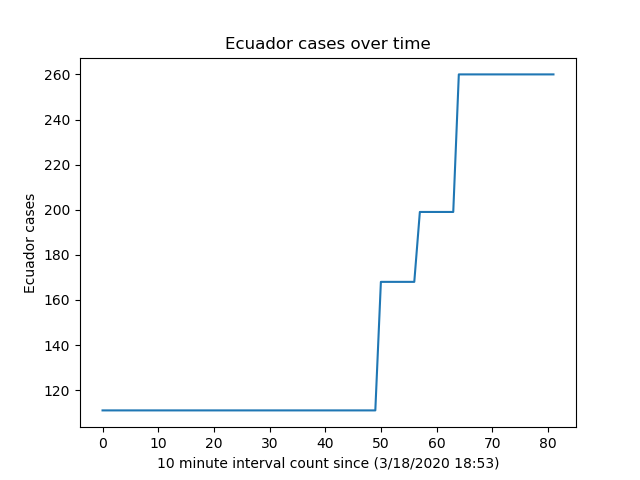 Ecuador cases over time
260
240
220
200
180
160
140
120
Ecuador cases
0 10 20 30 40 50 60 70 80
10 minute interval count since (3/18/2020 18:53)